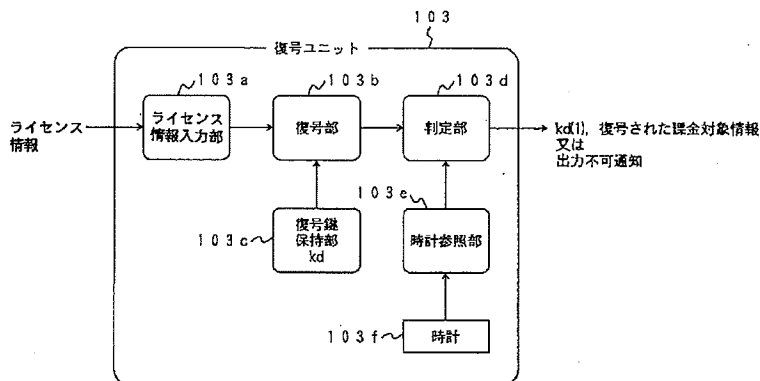 103
復号ユニット
103a
103b
103d
ライセンス
情報
ライセンス
情報入力部
復号部
判定部
kd(1), 復号された課金対象情報
又は
出力不可通知
103e
103c
復号鍵
保持部
kd
時計参照部
103f
時計